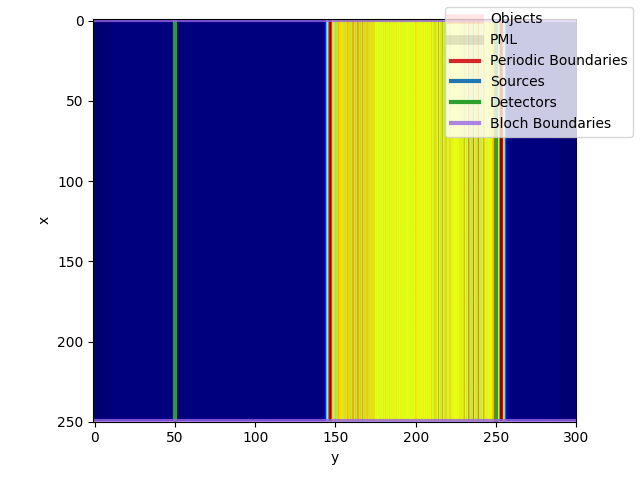 Objects
PML
Periodic Boundaries
Sources
Detectors
Bloch Boundaries
0
50
100
150
200
250
x
0
50
100
150
200
250
300
y